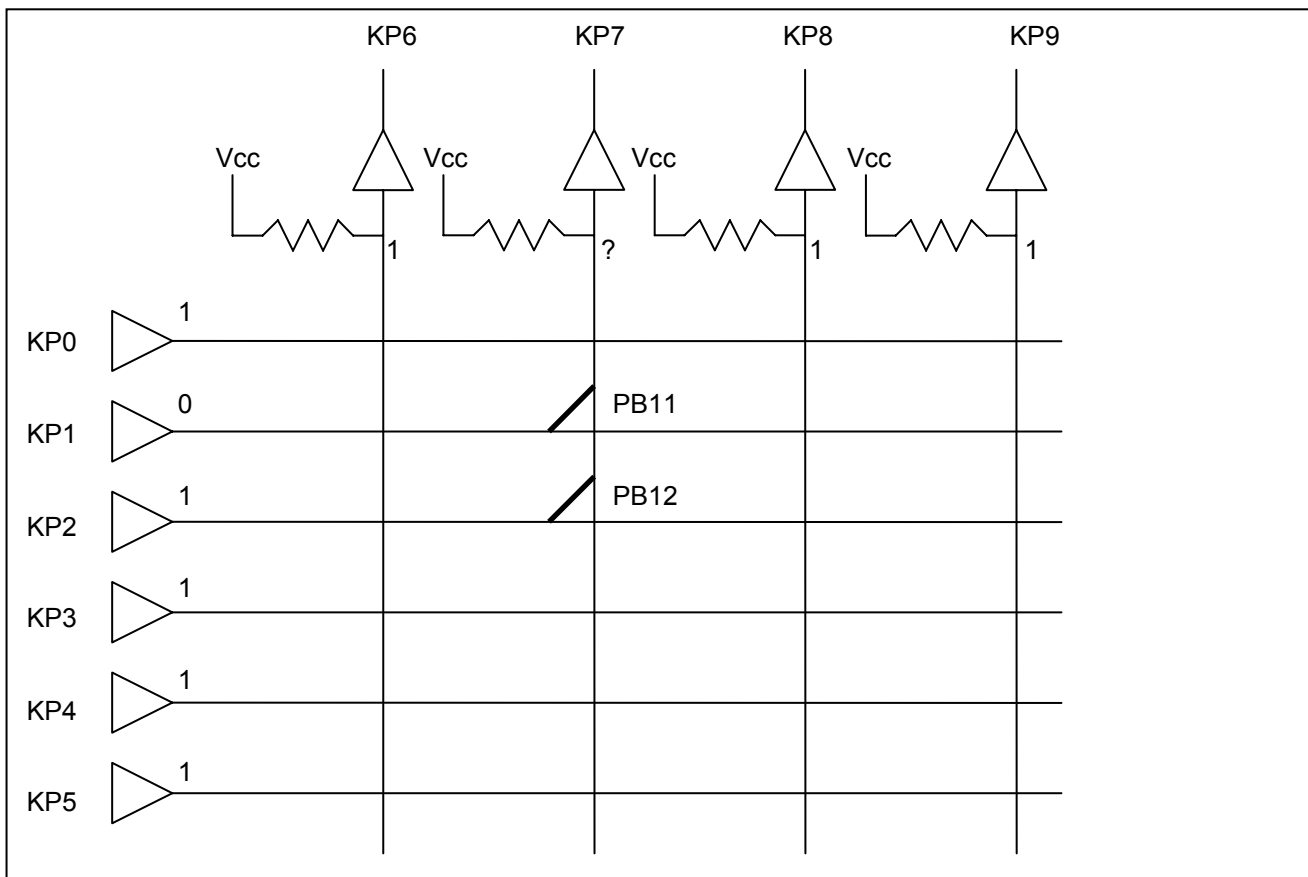 KP6 KP7 KP8 KP9
Vcc Vcc Vcc Vcc
1 ? 1 1
1
KP0
0
PB11
KP1
1
PB12
KP2
1
KP3
1
KP4
1
KP5